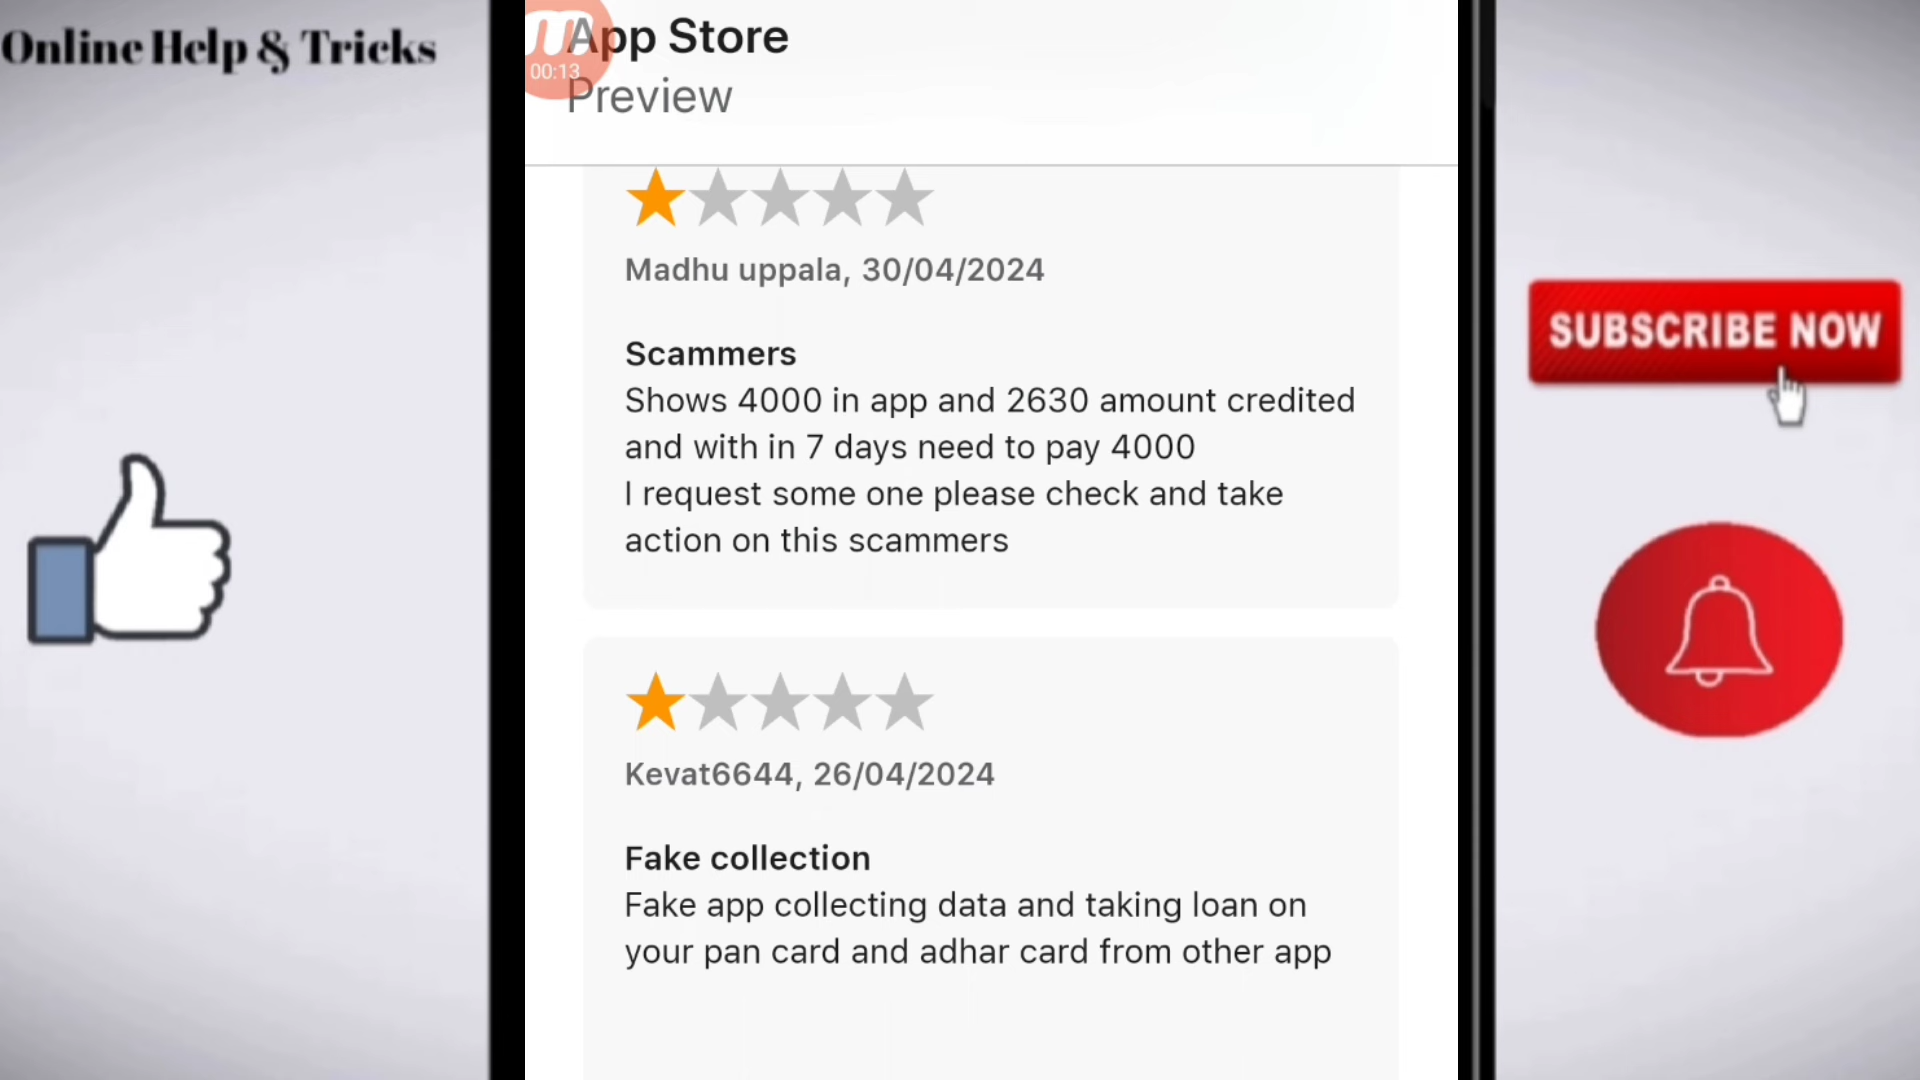 Online Help & Tricks
App Store
00:13
Preview
Madhu uppala, 30/04/2024
Scammers
Shows 4000 in app and 2630 amount credited
and with in 7 days need to pay 4000
I request some one please check and take
action on this scammers
Kevat6644, 26/04/2024
Fake collection
Fake app collecting data and taking loan on
your pan card and adhar card from other app
SUBSCRIBE NOW